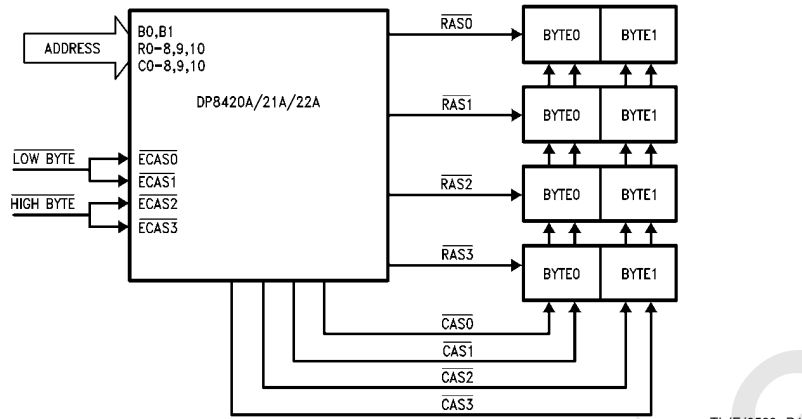 ADDRESS
B0,B1
R0-8,9,10
C0-8,9,10
DP8420A/21A/22A
LOW BYTE
HIGH BYTE
ECAS0
ECAS1
ECAS2
ECAS3
RAS0
BYTE0 BYTE1
RAS1
BYTE0 BYTE1
RAS2
BYTE0 BYTE1
RAS3
BYTE0 BYTE1
CAS0
CAS1
CAS2
CAS3